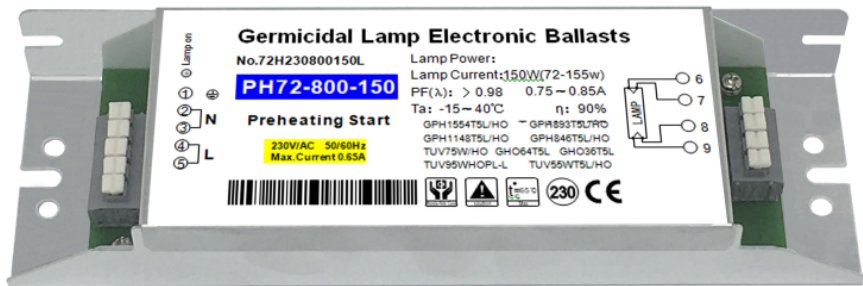 Germicidal Lamp Electronic Ballasts
Lamp on
No.72H230800150L
PH72-800-150
Preheating Start
230V/AC 50/60Hz
Max.Current 0.65A
Lamp Power:
Lamp Current:150W(72-155w)
PF(λ): > 0.98 0.75~0.85A
Ta: -15~40℃ η: 90%
GPH1554T5L/HO GPH893T5L/HO
GPH1148T5L/HO GPH846T5L/HO
TUV75W/HO GHO64T5L GHO36T5L
TUV95WHOPL-L TUV55WT5L/HO
1
2 N
3
4 L
5
LAMP
6
7
8
9
230
CE